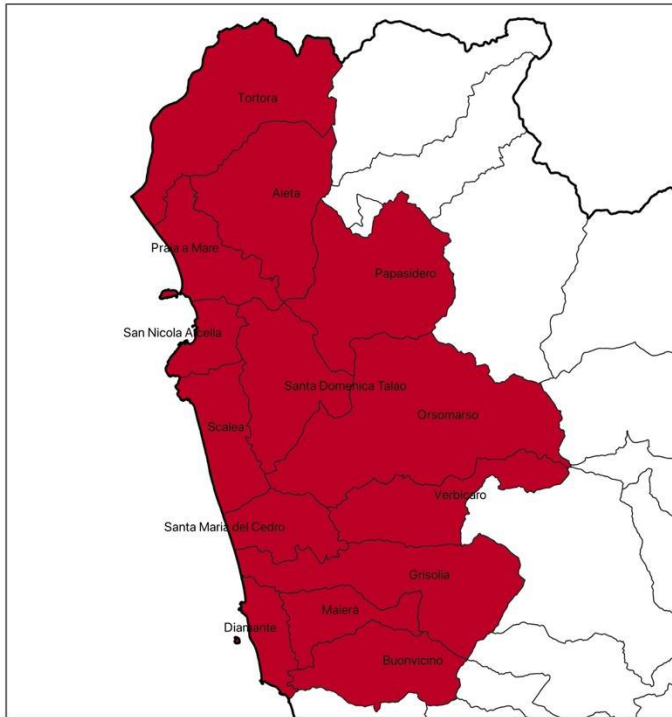 Tortora
Aieta
Praia a Mare
Papasidero
San Nicola Arcella
Santa Domenica Talao
Orsomarso
Scalea
Verbicaro
Santa Maria del Cedro
Grisolia
Maierà
Diamante
Buonvicino